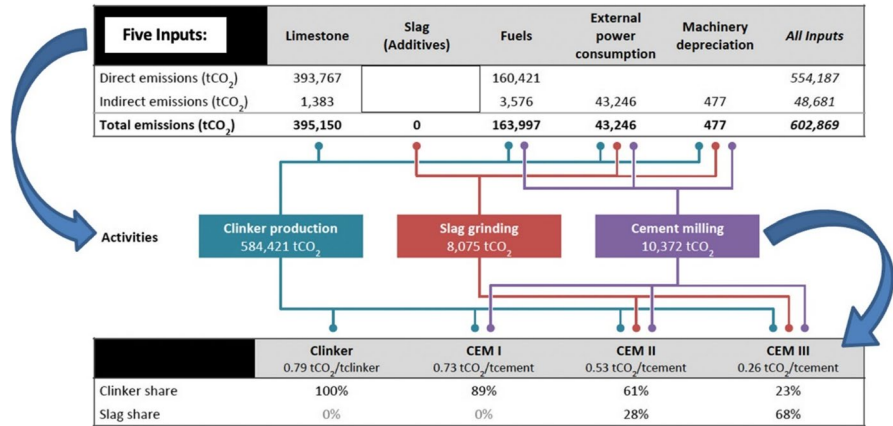 Five Inputs:
Limestone
Slag
(Additives)
Fuels
External
power
consumption
Machinery
depreciation
All Inputs
Direct emissions (tCO2) 393,767 160,421 554,187
Indirect emissions (tCO2) 1,383 3,576 43,246 477 48,681
Total emissions (tCO2) 395,150 0 163,997 43,246 477 602,869
Activities
Clinker production
584,421 tCO2
Slag grinding
8,075 tCO2
Cement milling
10,372 tCO2
Clinker CEM I CEM II CEM III
0.79 tCO2/tclinker 0.73 tCO2/tcement 0.53 tCO2/tcement 0.26 tCO2/tcement
Clinker share 100% 89% 61% 23%
Slag share 0% 0% 28% 68%